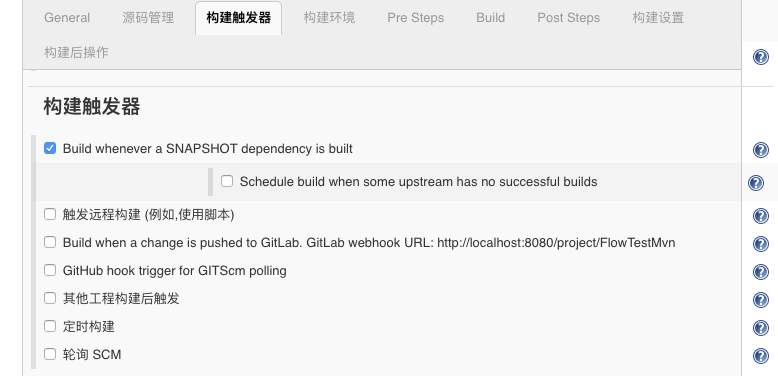 General 源码管理 构建触发器 构建环境 Pre Steps Build Post Steps 构建设置
构建后操作
构建触发器
Build whenever a SNAPSHOT dependency is built
Schedule build when some upstream has no successful builds
触发远程构建 (例如,使用脚本)
Build when a change is pushed to GitLab. GitLab webhook URL: http://localhost:8080/project/FlowTestMvn
GitHub hook trigger for GITScm polling
其他工程构建后触发
定时构建
轮询 SCM